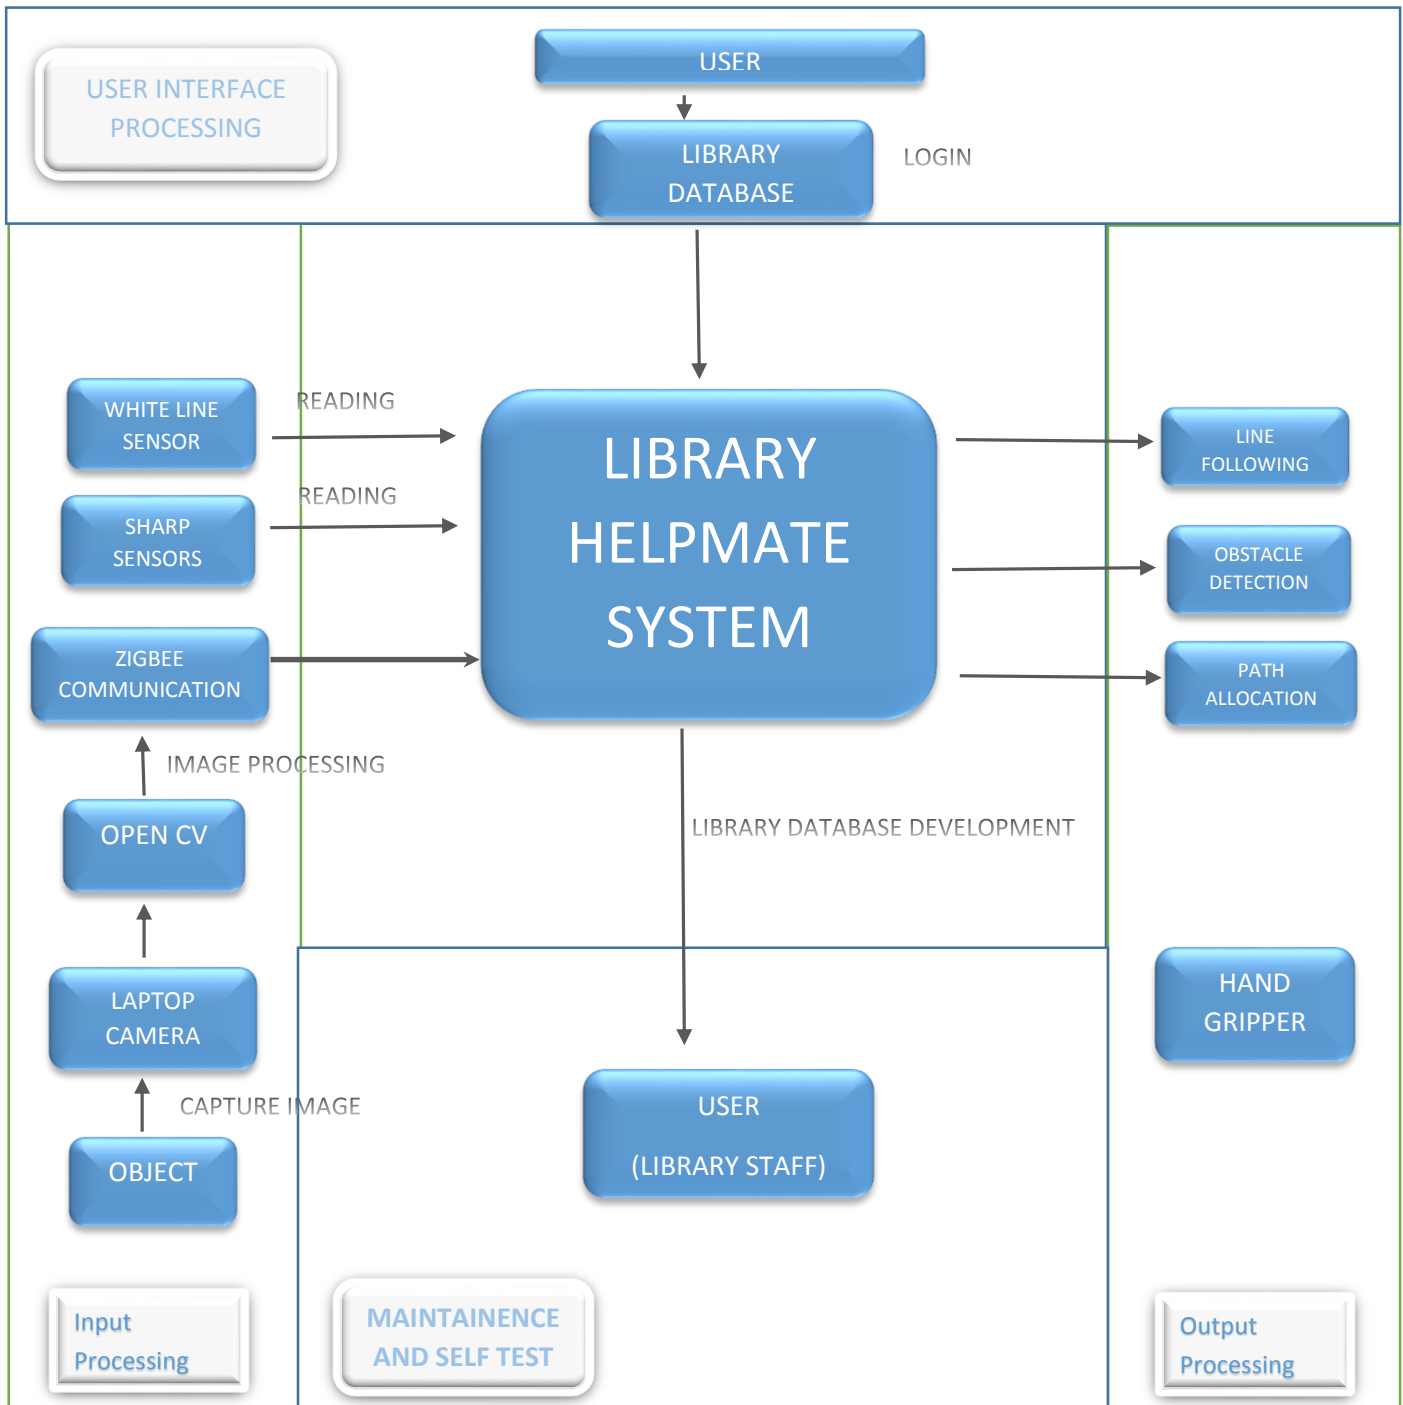 USER INTERFACE
PROCESSING
USER
LIBRARY
DATABASE
LOGIN
WHITE LINE
SENSOR
READING
SHARP
SENSORS
READING
ZIGBEE
COMMUNICATION
IMAGE PROCESSING
OPEN CV
LAPTOP
CAMERA
CAPTURE IMAGE
OBJECT
Input
Processing
LIBRARY
HELPMATE
SYSTEM
LIBRARY DATABASE DEVELOPMENT
USER
(LIBRARY STAFF)
MAINTAINENCE
AND SELF TEST
LINE
FOLLOWING
OBSTACLE
DETECTION
PATH
ALLOCATION
HAND
GRIPPER
Output
Processing